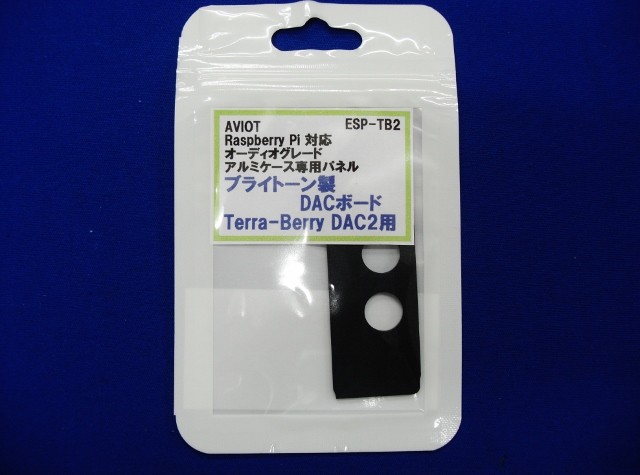 AVIOT ESP-TB2
Raspberry Pi 対応
オーディオグレード
アルミケース専用パネル
ブライトーン製
DACボード
Terra-Berry DAC2用